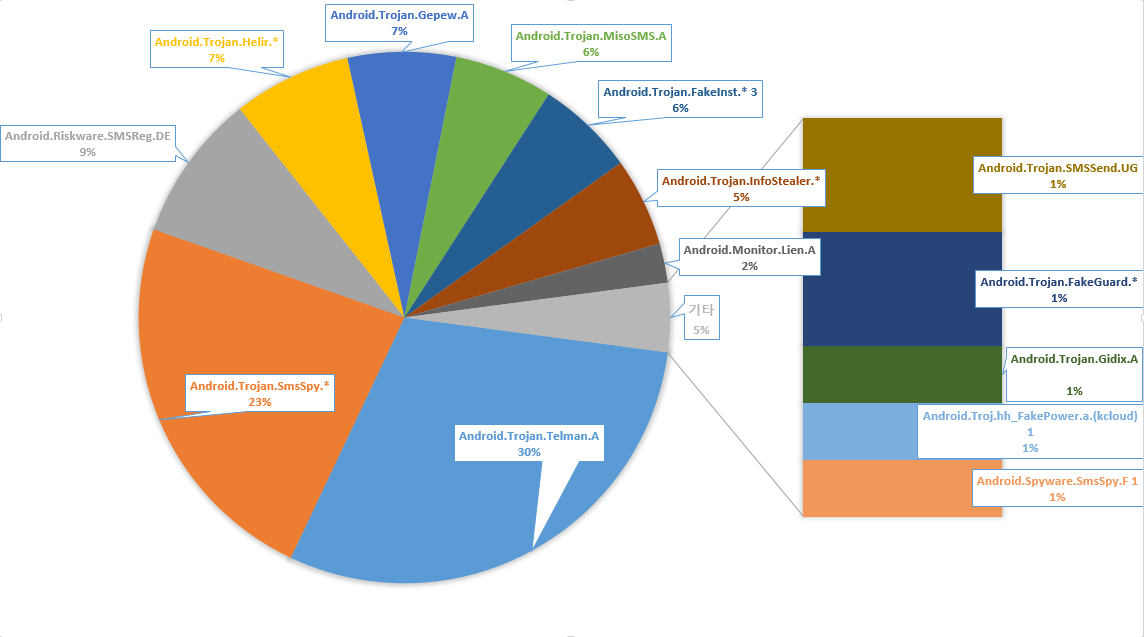 Android.Trojan.Gepew.A
7%
Android.Trojan.Helir.*
7%
Android.Trojan.MisoSMS.A
6%
Android.Trojan.FakeInst.* 3
6%
Android.Riskware.SMSReg.DE
9%
Android.Trojan.InfoStealer.*
5%
Android.Trojan.SMSSend.UG
1%
Android.Monitor.Lien.A
2%
Android.Trojan.FakeGuard.*
1%
기타
5%
Android.Trojan.Gidix.A
1%
Android.Trojan.SmsSpy.*
23%
Android.Troj.hh_FakePower.a.(kcloud)
1
1%
Android.Trojan.Telman.A
30%
Android.Spyware.SmsSpy.F 1
1%